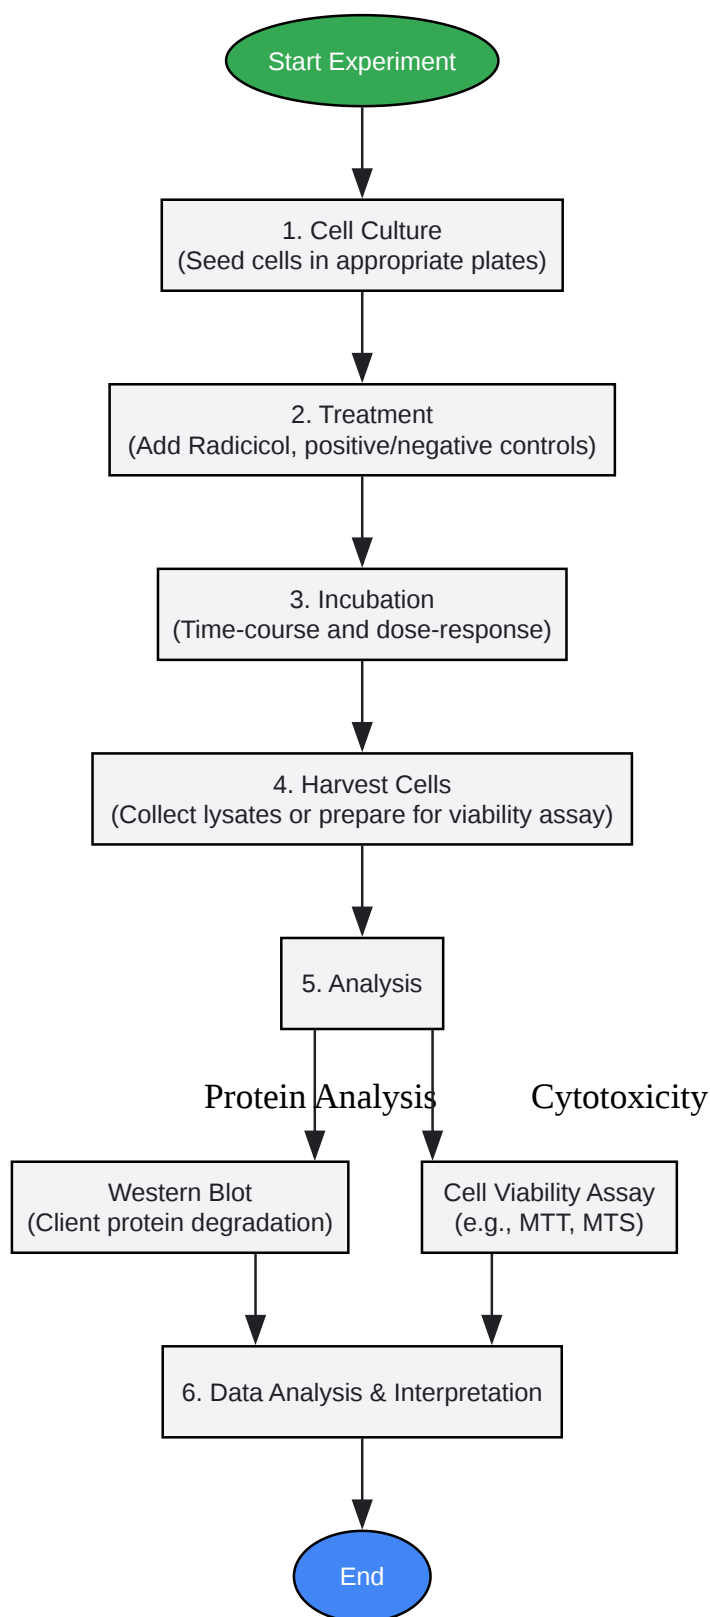 Start Experiment
1. Cell Culture
(Seed cells in appropriate plates)
2. Treatment
(Add Radicicol, positive/negative controls)
3. Incubation
(Time-course and dose-response)
4. Harvest Cells
(Collect lysates or prepare for viability assay)
5. Analysis
Protein Analysis
Cytotoxicity
Western Blot
(Client protein degradation)
Cell Viability Assay
(e.g., MTT, MTS)
6. Data Analysis & Interpretation
End